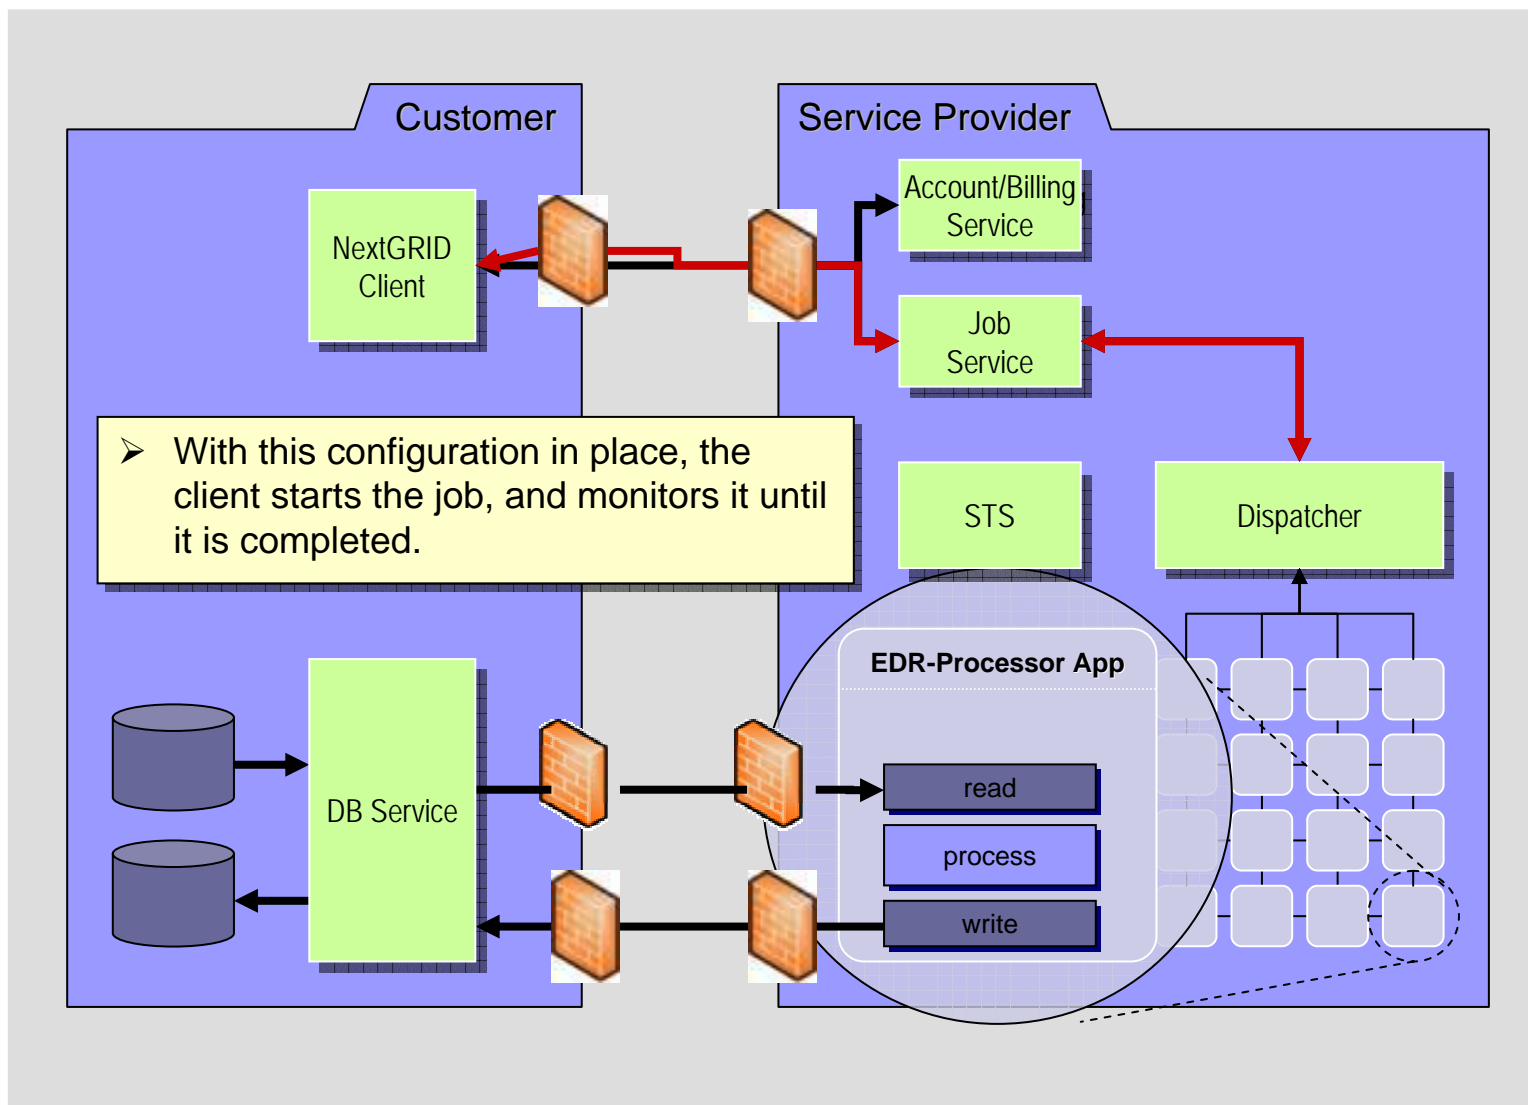 Customer
Service Provider
Account/Billing
Service
NextGRID
Client
Job
Service
➢ With this configuration in place, the
client starts the job, and monitors it until
it is completed.
STS
Dispatcher
EDR-Processor App
DB Service
read
process
write